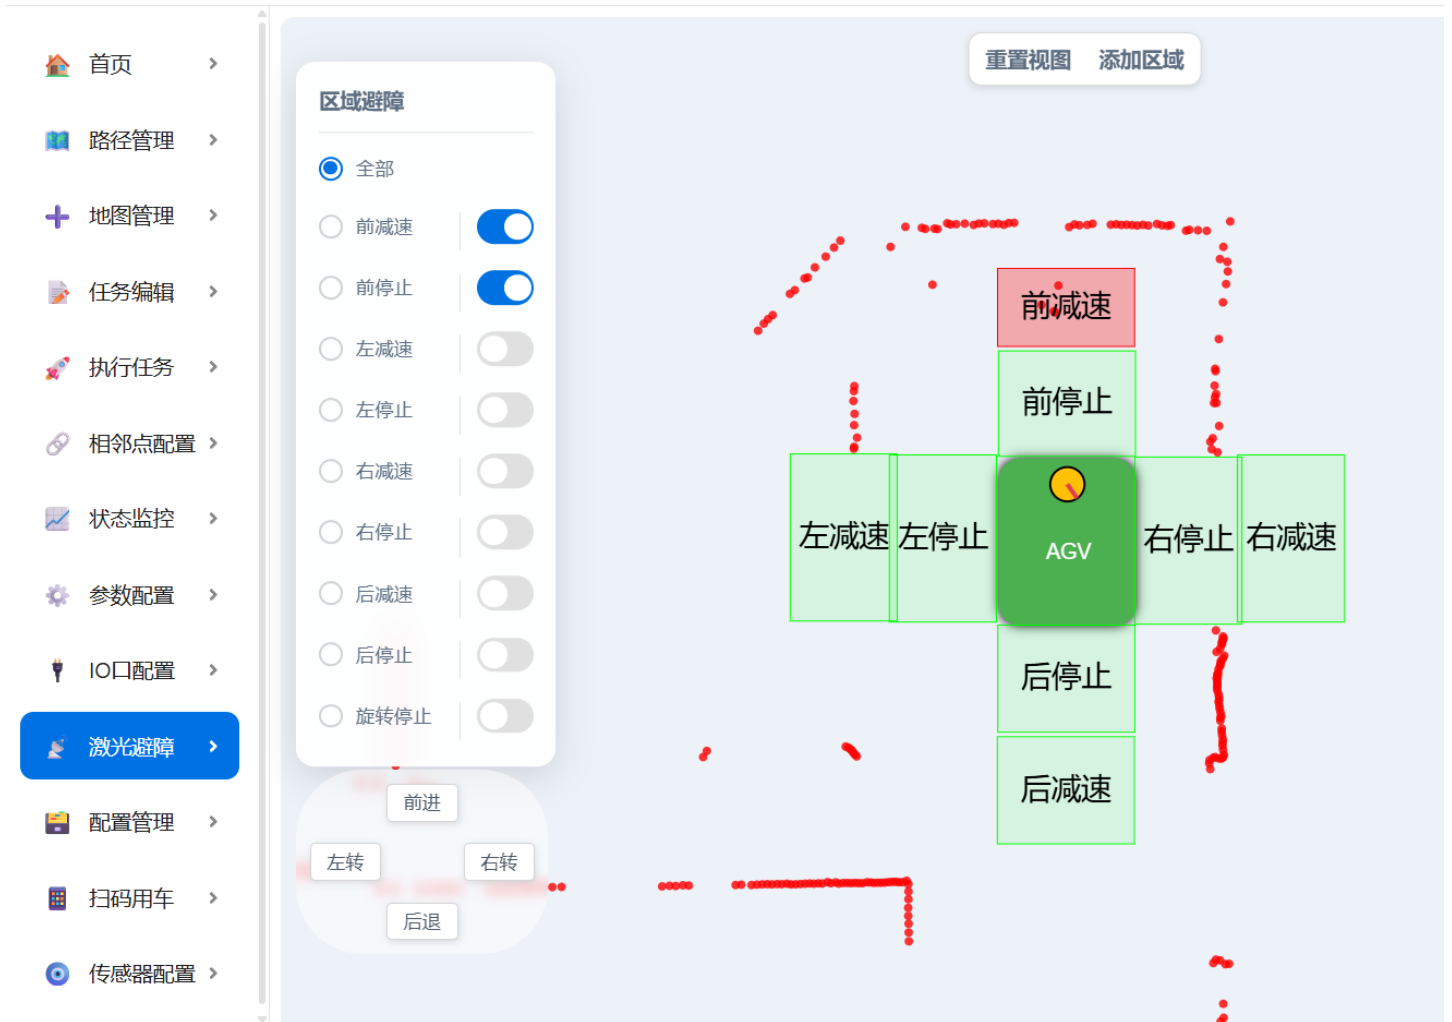 首页
路径管理
地图管理
任务编辑
执行任务
相邻点配置
状态监控
参数配置
IO口配置
激光避障
配置管理
扫码用车
传感器配置
区域避障
全部
前减速
前停止
左减速
左停止
右减速
右停止
后减速
后停止
旋转停止
前进
左转 右转
后退
重置视图 添加区域
前减速
前停止
左减速 左停止 AGV 右停止 右减速
后停止
后减速